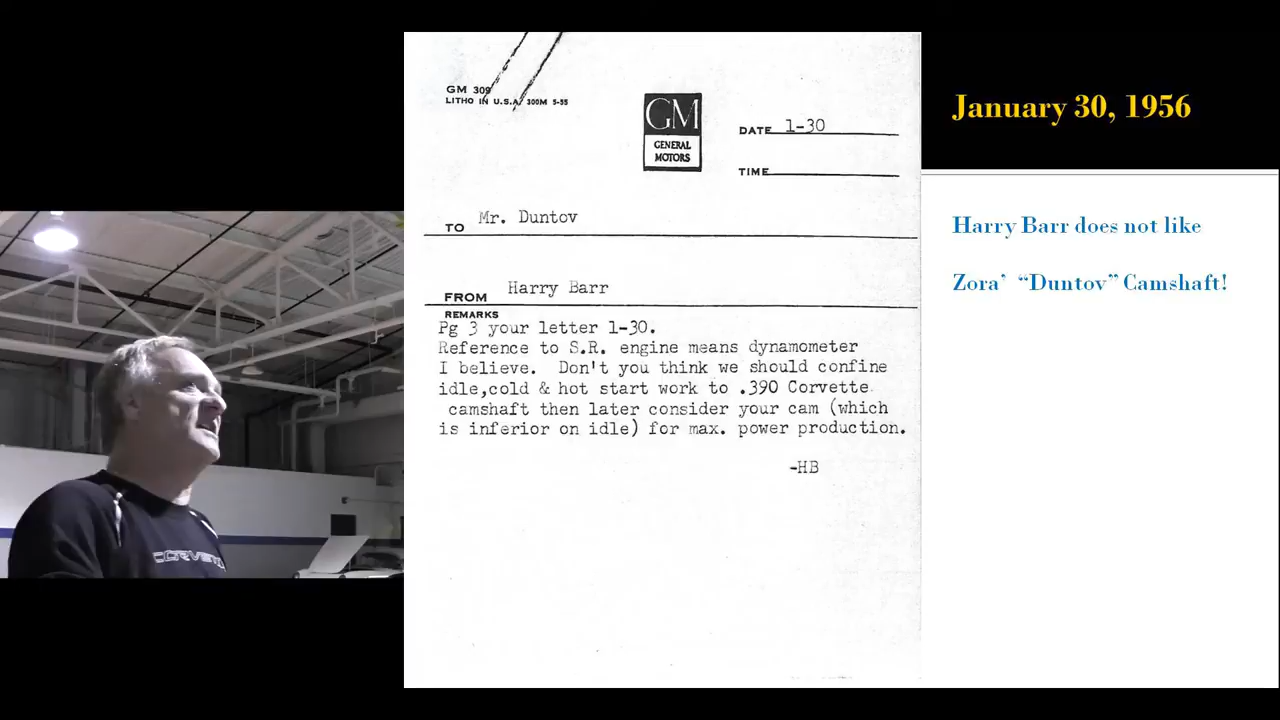 GM 309
LITHO IN U.S.A. 300M 5-55
GM
GENERAL
MOTORS
DATE 1-30
TIME
TO Mr. Duntov
FROM Harry Barr
REMARKS
Pg 3 your letter 1-30.
Reference to S.R. engine means dynamometer
I believe. Don't you think we should confine
idle,cold & hot start work to .390 Corvette
camshaft then later consider your cam (which
is inferior on idle) for max. power production.
-HB
January 30, 1956
Harry Barr does not like
Zora’ “Duntov” Camshaft!